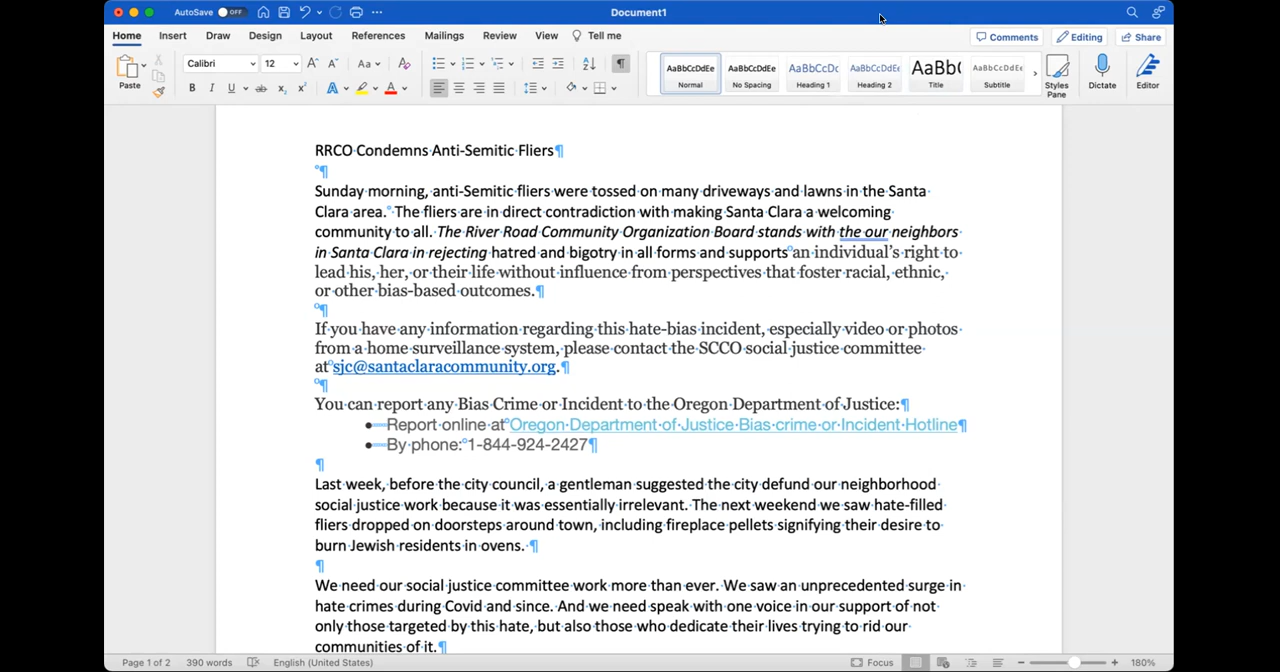 AutoSave OFF
Document1
Home Insert Draw Design Layout References Mailings Review View Tell me
Comments Editing Share
Paste
Calibri 12
AaBbCcDdEe AaBbCcDdEe AaBbCcDc AaBbCcDdEe AaBb( AaBbCcDdEe
Normal No Spacing Heading 1 Heading 2 Title Subtitle
Styles Pane
Dictate
Editor
RRCO Condemns Anti-Semitic Fliers¶
¶
Sunday morning, anti-Semitic fliers were tossed on many driveways and lawns in the Santa
Clara area. The fliers are in direct contradiction with making Santa Clara a welcoming
community to all. The River Road Community Organization Board stands with the our neighbors
in Santa Clara in rejecting hatred and bigotry in all forms and supports an individual's right to
lead his, her, or their life without influence from perspectives that foster racial, ethnic,
or other bias-based outcomes.¶
¶
If you have any information regarding this hate-bias incident, especially video or photos
from a home surveillance system, please contact the SCCO social justice committee
at sjc@santaclaracommunity.org.¶
¶
You can report any Bias Crime or Incident to the Oregon Department of Justice:¶
• Report online at Oregon Department of Justice Bias crime or Incident Hotline¶
• By phone: 1-844-924-2427¶
¶
Last week, before the city council, a gentleman suggested the city defund our neighborhood
social justice work because it was essentially irrelevant. The next weekend we saw hate-filled
fliers dropped on doorsteps around town, including fireplace pellets signifying their desire to
burn Jewish residents in ovens. ¶
¶
We need our social justice committee work more than ever. We saw an unprecedented surge in
hate crimes during Covid and since. And we need speak with one voice in our support of not
only those targeted by this hate, but also those who dedicate their lives trying to rid our
communities of it.¶
Page 1 of 2 390 words English (United States) Focus 180%